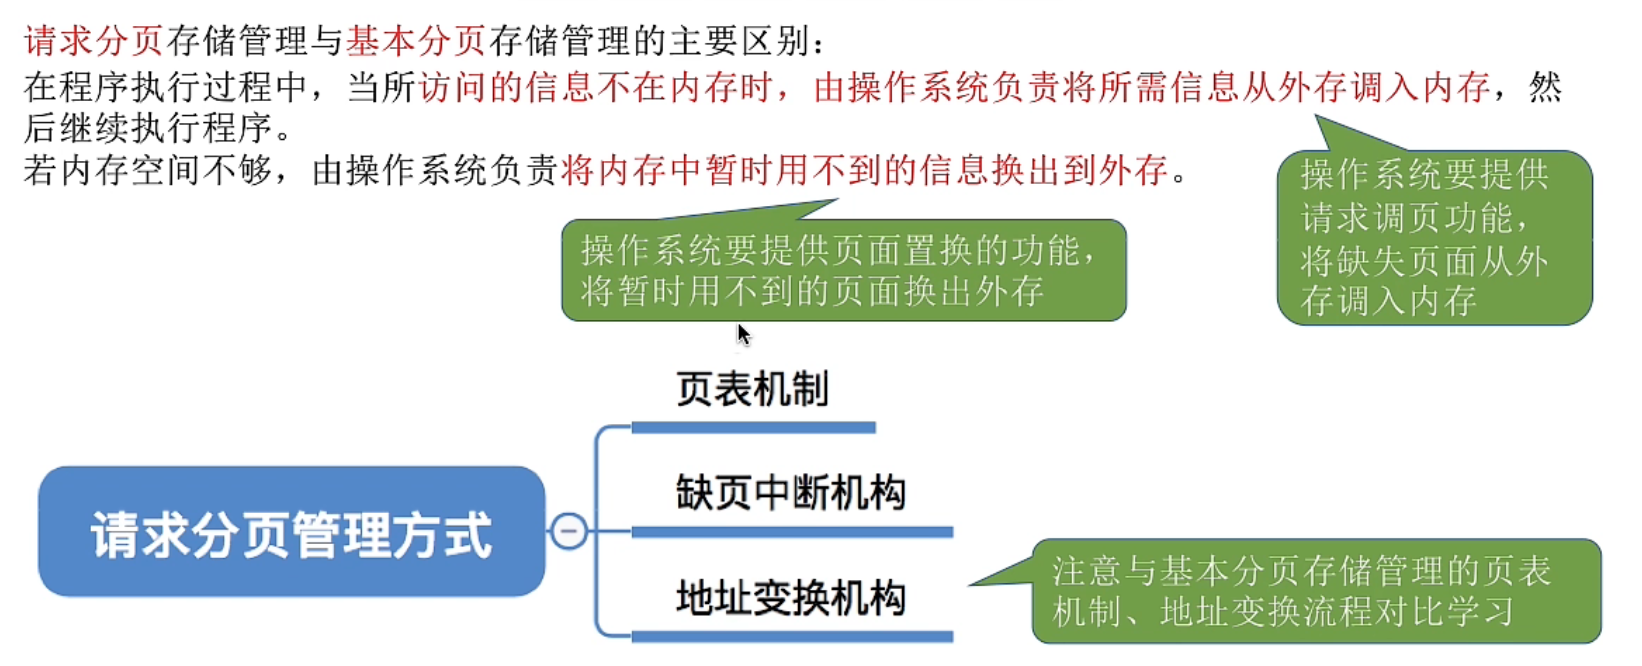 请求分页存储管理与基本分页存储管理的主要区别：
在程序执行过程中，当所访问的信息不在内存时，由操作系统负责将所需信息从外存调入内存，然
后继续执行程序。
若内存空间不够，由操作系统负责将内存中暂时用不到的信息换出到外存。
操作系统要提供
请求调页功能，
将缺失页面从外
存调入内存
操作系统要提供页面置换的功能，
将暂时用不到的页面换出外存
页表机制
缺页中断机构
请求分页管理方式
地址变换机构
注意与基本分页存储管理的页表
机制、地址变换流程对比学习